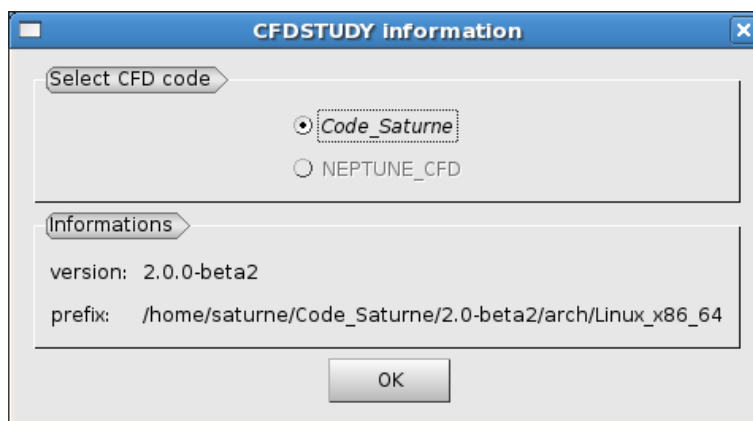 CFDSTUDY information
Select CFD code
Code_Saturne
NEPTUNE_CFD
Informations
version: 2.0.0-beta2
prefix: /home/saturne/Code_Saturne/2.0-beta2/arch/Linux_x86_64
OK